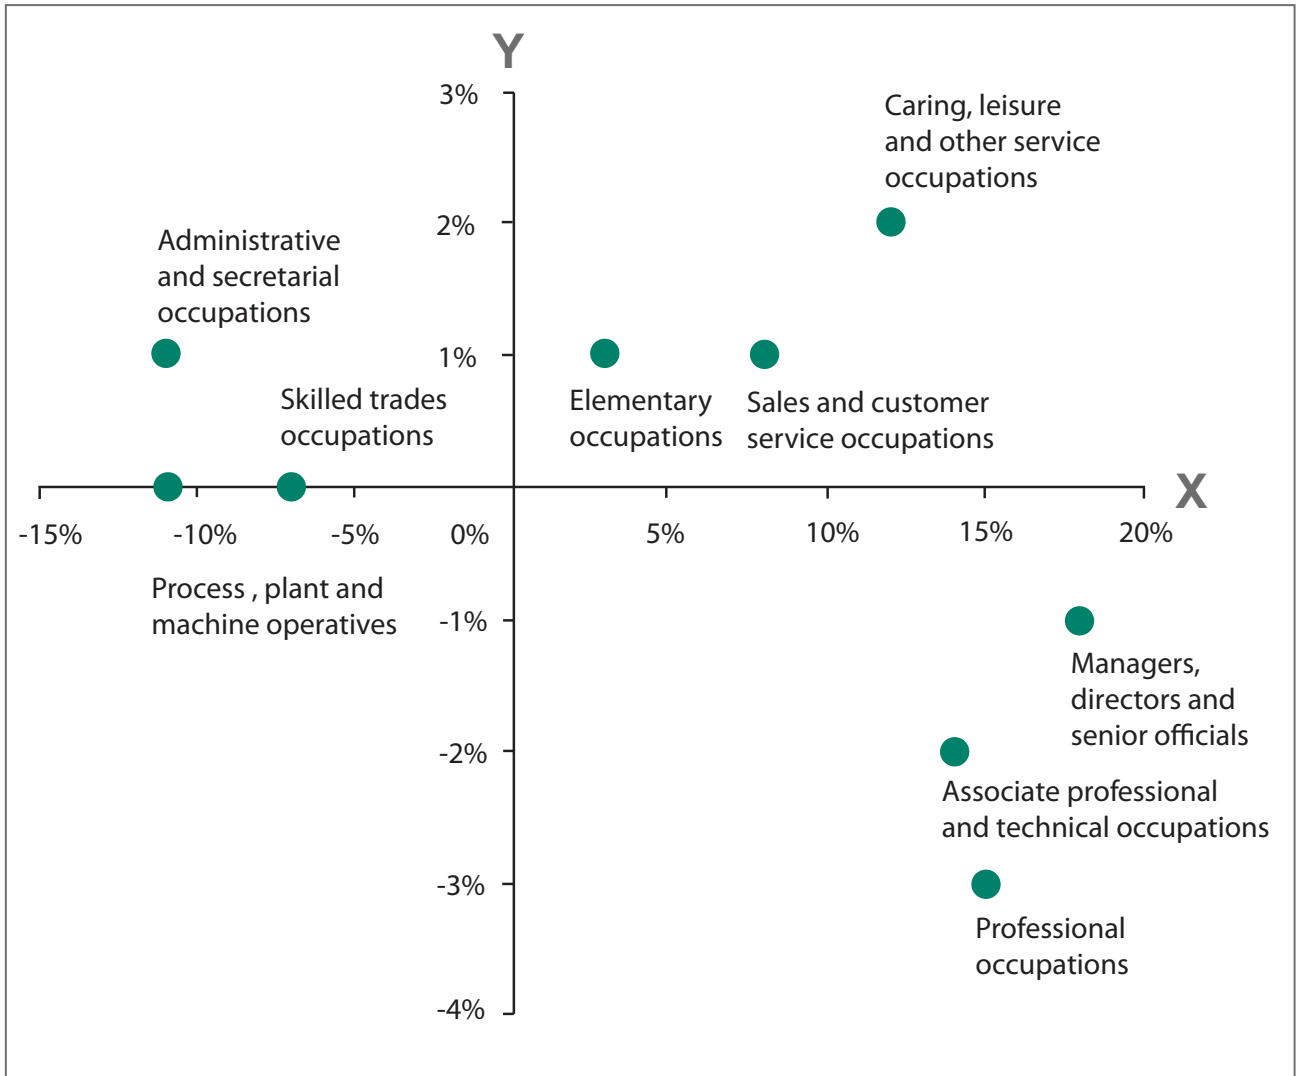 Y
3%
Caring, leisure
and other service
occupations
2%
Administrative
and secretarial
occupations
1%
Skilled trades
occupations
Elementary
occupations
Sales and customer
service occupations
X
-15%
-10%
-5%
0%
5%
10%
15%
20%
Process , plant and
machine operatives
-1%
Managers,
directors and
senior officials
-2%
Associate professional
and technical occupations
-3%
Professional
occupations
-4%